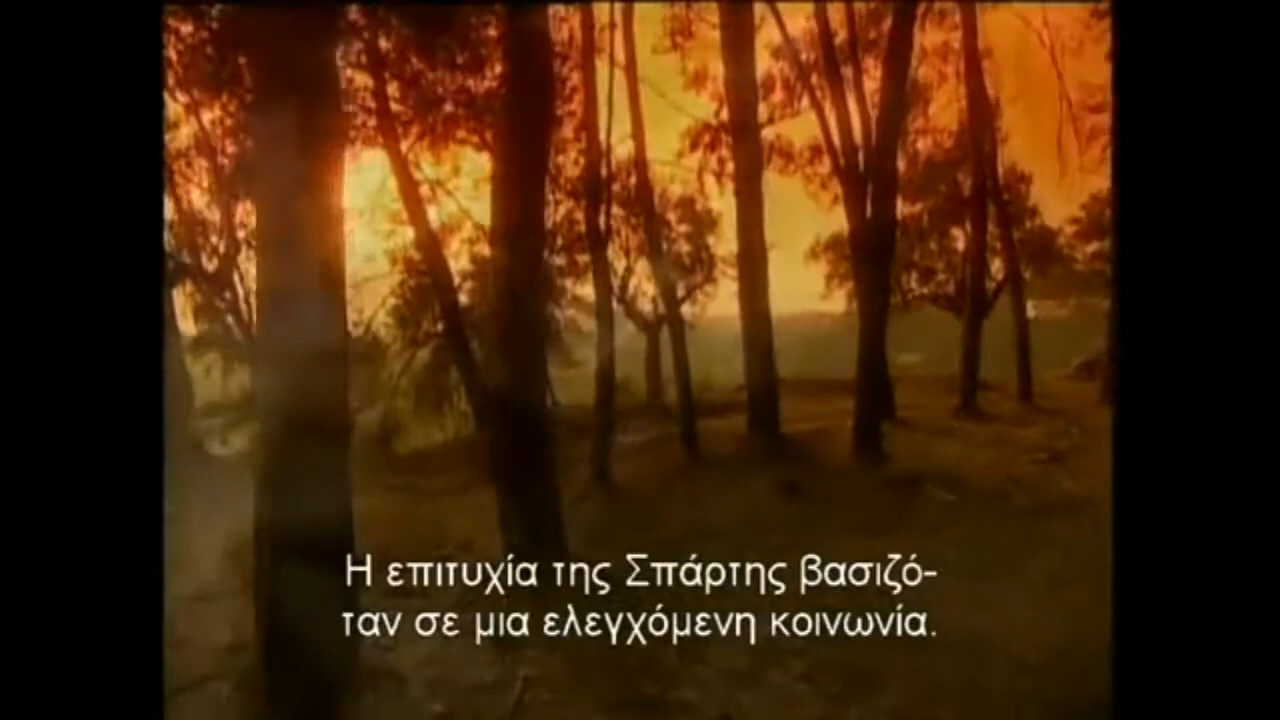 Η επιτυχία της Σπάρτης βασιζό-
ταν σε μια ελεγχόμενη κοινωνία.